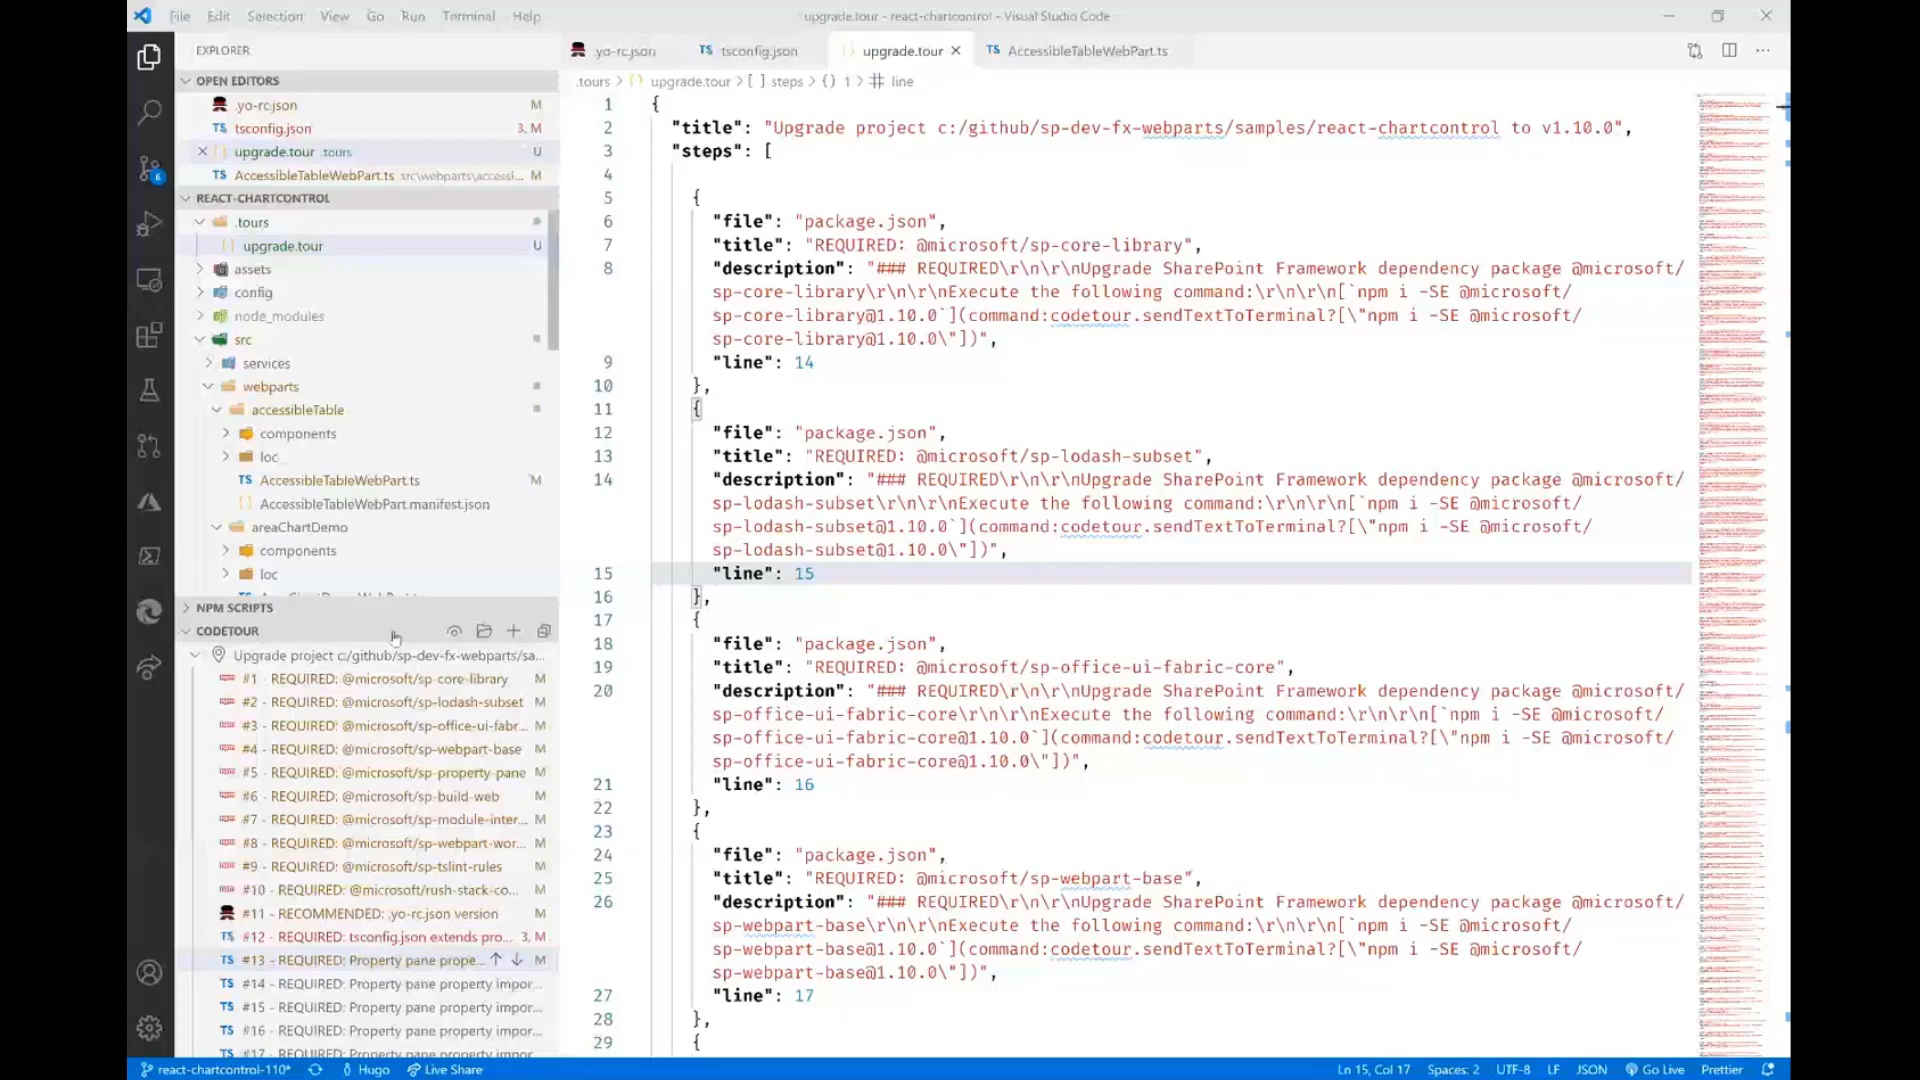 File Edit Selection View Go Run Terminal Help
upgrade.tour - react-chartcontrol - Visual Studio Code
EXPLORER
OPEN EDITORS
.yo-rc.json M
tsconfig.json 3, M
upgrade.tour .tours U
AccessibleTableWebPart.ts src\webparts\accessi... M
REACT-CHARTCONTROL
.tours
upgrade.tour U
assets
config
node_modules
src
services
webparts
accessibleTable
components
loc
AccessibleTableWebPart.ts M
AccessibleTableWebPart.manifest.json
areaChartDemo
components
loc
NPM SCRIPTS
CODETOUR
Upgrade project c:/github/sp-dev-fx-webparts/sa...
#1 - REQUIRED: @microsoft/sp-core-library M
#2 - REQUIRED: @microsoft/sp-lodash-subset M
#3 - REQUIRED: @microsoft/sp-office-ui-fabr... M
#4 - REQUIRED: @microsoft/sp-webpart-base M
#5 - REQUIRED: @microsoft/sp-property-pane M
#6 - REQUIRED: @microsoft/sp-build-web M
#7 - REQUIRED: @microsoft/sp-module-inter... M
#8 - REQUIRED: @microsoft/sp-webpart-wor... M
#9 - REQUIRED: @microsoft/sp-tslint-rules M
#10 - REQUIRED: @microsoft/rush-stack-co... M
#11 - RECOMMENDED: .yo-rc.json version M
TS #12 - REQUIRED: tsconfig.json extends pro... 3, M
TS #13 - REQUIRED: Property pane prope... M
TS #14 - REQUIRED: Property pane property impor...
TS #15 - REQUIRED: Property pane property impor...
TS #16 - REQUIRED: Property pane property impor...
TS #17 - REQUIRED: Property pane property impor...
.yo-rc.json TS tsconfig.json upgrade.tour TS AccessibleTableWebPart.ts
.tours > {} upgrade.tour > [ ] steps > {} 1 > # line
1 {
2 "title": "Upgrade project c:/github/sp-dev-fx-webparts/samples/react-chartcontrol to v1.10.0",
3 "steps": [
4
5 {
6 "file": "package.json",
7 "title": "REQUIRED: @microsoft/sp-core-library",
8 "description": "### REQUIRED\r\n\r\nUpgrade SharePoint Framework dependency package @microsoft/
sp-core-library\r\n\r\nExecute the following command:\r\n\r\n[`npm i -SE @microsoft/
sp-core-library@1.10.0`](command:codetour.sendTextToTerminal?[\"npm i -SE @microsoft/
sp-core-library@1.10.0\"])",
9 "line": 14
10 },
11 {
12 "file": "package.json",
13 "title": "REQUIRED: @microsoft/sp-lodash-subset",
14 "description": "### REQUIRED\r\n\r\nUpgrade SharePoint Framework dependency package @microsoft/
sp-lodash-subset\r\n\r\nExecute the following command:\r\n\r\n[`npm i -SE @microsoft/
sp-lodash-subset@1.10.0`](command:codetour.sendTextToTerminal?[\"npm i -SE @microsoft/
sp-lodash-subset@1.10.0\"])",
15 "line": 15
16 },
17 {
18 "file": "package.json",
19 "title": "REQUIRED: @microsoft/sp-office-ui-fabric-core",
20 "description": "### REQUIRED\r\n\r\nUpgrade SharePoint Framework dependency package @microsoft/
sp-office-ui-fabric-core\r\n\r\nExecute the following command:\r\n\r\n[`npm i -SE @microsoft/
sp-office-ui-fabric-core@1.10.0`](command:codetour.sendTextToTerminal?[\"npm i -SE @microsoft/
sp-office-ui-fabric-core@1.10.0\"])",
21 "line": 16
22 },
23 {
24 "file": "package.json",
25 "title": "REQUIRED: @microsoft/sp-webpart-base",
26 "description": "### REQUIRED\r\n\r\nUpgrade SharePoint Framework dependency package @microsoft/
sp-webpart-base\r\n\r\nExecute the following command:\r\n\r\n[`npm i -SE @microsoft/
sp-webpart-base@1.10.0`](command:codetour.sendTextToTerminal?[\"npm i -SE @microsoft/
sp-webpart-base@1.10.0\"])",
27 "line": 17
28 },
29 {
react-chartcontrol-110* Hugo Live Share Ln 15, Col 17 Spaces: 2 UTF-8 LF JSON Go Live Prettier